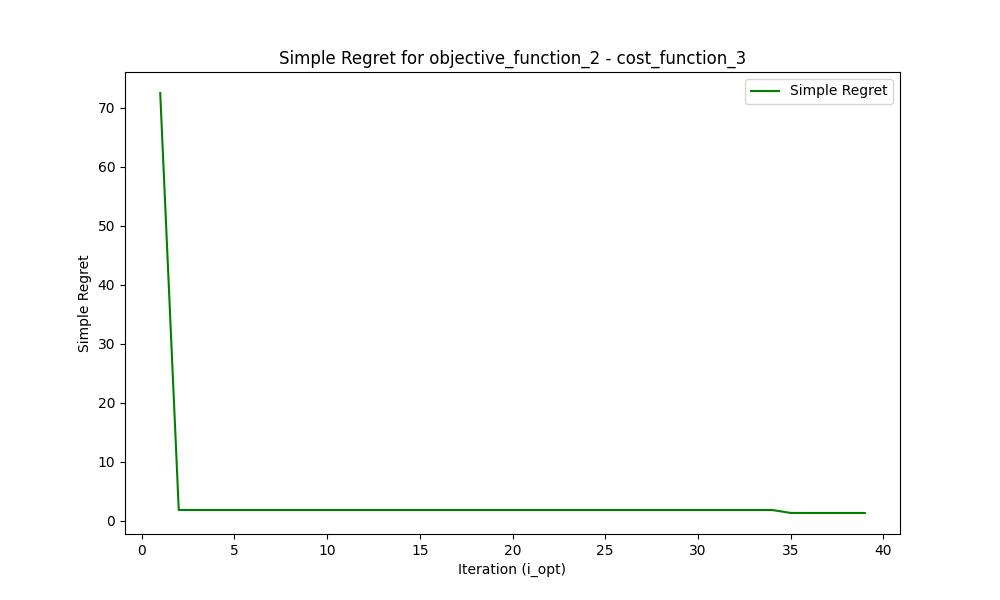 Simple Regret for objective_function_2 - cost_function_3
Simple Regret
70
60
50
40
30
20
10
0
Simple Regret
0 5 10 15 20 25 30 35 40
Iteration (i_opt)